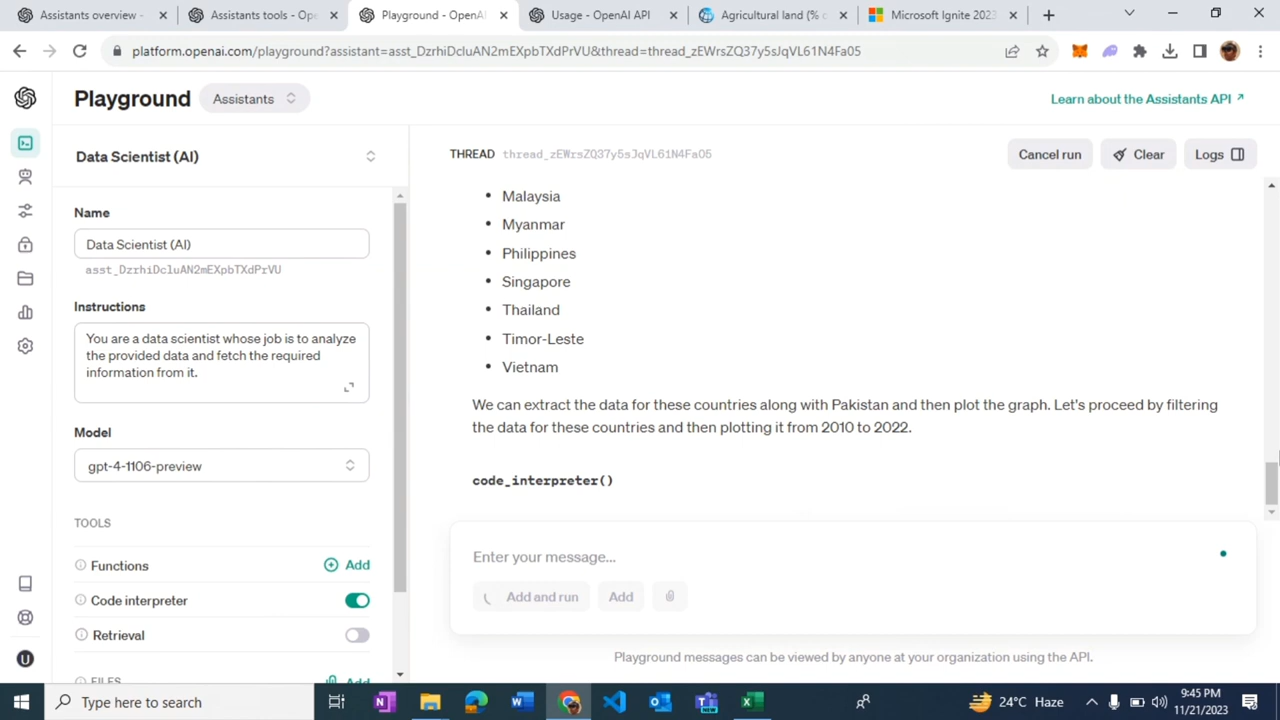 Assistants overview -
Assistants tools - Ope
Playground - OpenAI
Usage - OpenAI API
Agricultural land (% o
Microsoft Ignite 2023
platform.openai.com/playground?assistant=asst_DzrhiDcluAN2mEXpbTXdPrVU&thread=thread_zEWrsZQ37y5sJqVL61N4Fa05
Playground
Assistants
Learn about the Assistants API
Data Scientist (AI)
THREAD thread_zEWrsZQ37y5sJqVL61N4Fa05
Cancel run
Clear
Logs
Name
Data Scientist (AI)
asst_DzrhiDcluAN2mEXpbTXdPrVU
Instructions
You are a data scientist whose job is to analyze
the provided data and fetch the required
information from it.
Model
gpt-4-1106-preview
TOOLS
Functions
Add
Code interpreter
Retrieval
FILES
Add
• Malaysia
• Myanmar
• Philippines
• Singapore
• Thailand
• Timor-Leste
• Vietnam
We can extract the data for these countries along with Pakistan and then plot the graph. Let's proceed by filtering
the data for these countries and then plotting it from 2010 to 2022.
code_interpreter()
Enter your message...
Add and run
Add
Playground messages can be viewed by anyone at your organization using the API.
U
Type here to search
24°C Haze
9:45 PM
11/21/2023